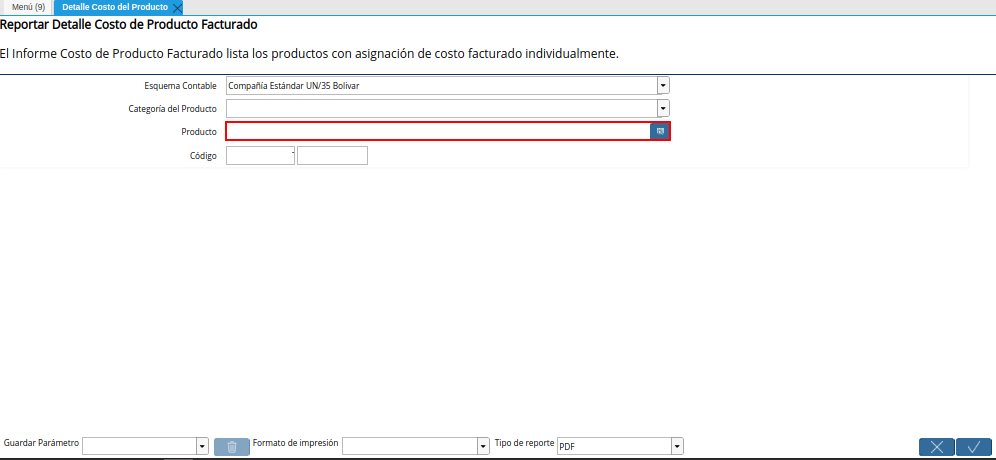 Menú (9) Detalle Costo del Producto
Reportar Detalle Costo de Producto Facturado
El Informe Costo de Producto Facturado lista los productos con asignación de costo facturado individualmente.
Esquema Contable Compañía Estándar UN/35 Bolivar
Categoría del Producto
Producto
Código -
Guardar Parámetro Formato de impresión Tipo de reporte PDF